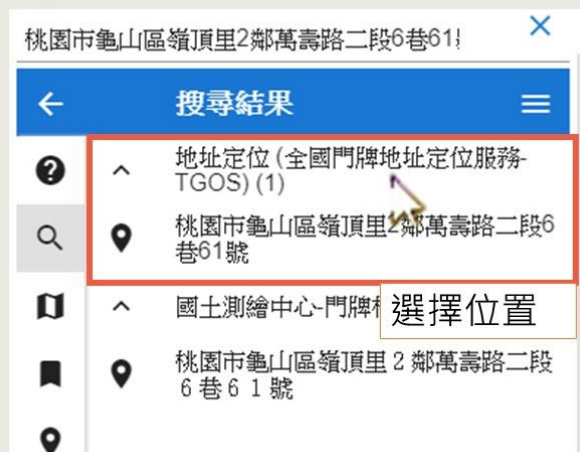 桃園市龜山區嶺頂里2鄰萬壽路二段6巷61
搜尋結果
地址定位 (全國門牌地址定位服務-
TGOS) (1)
桃園市龜山區嶺頂里2鄰萬壽路二段6
巷61號
國土測繪中心-門牌
選擇位置
桃園市龜山區嶺頂里２鄰萬壽路二段
６巷６１號